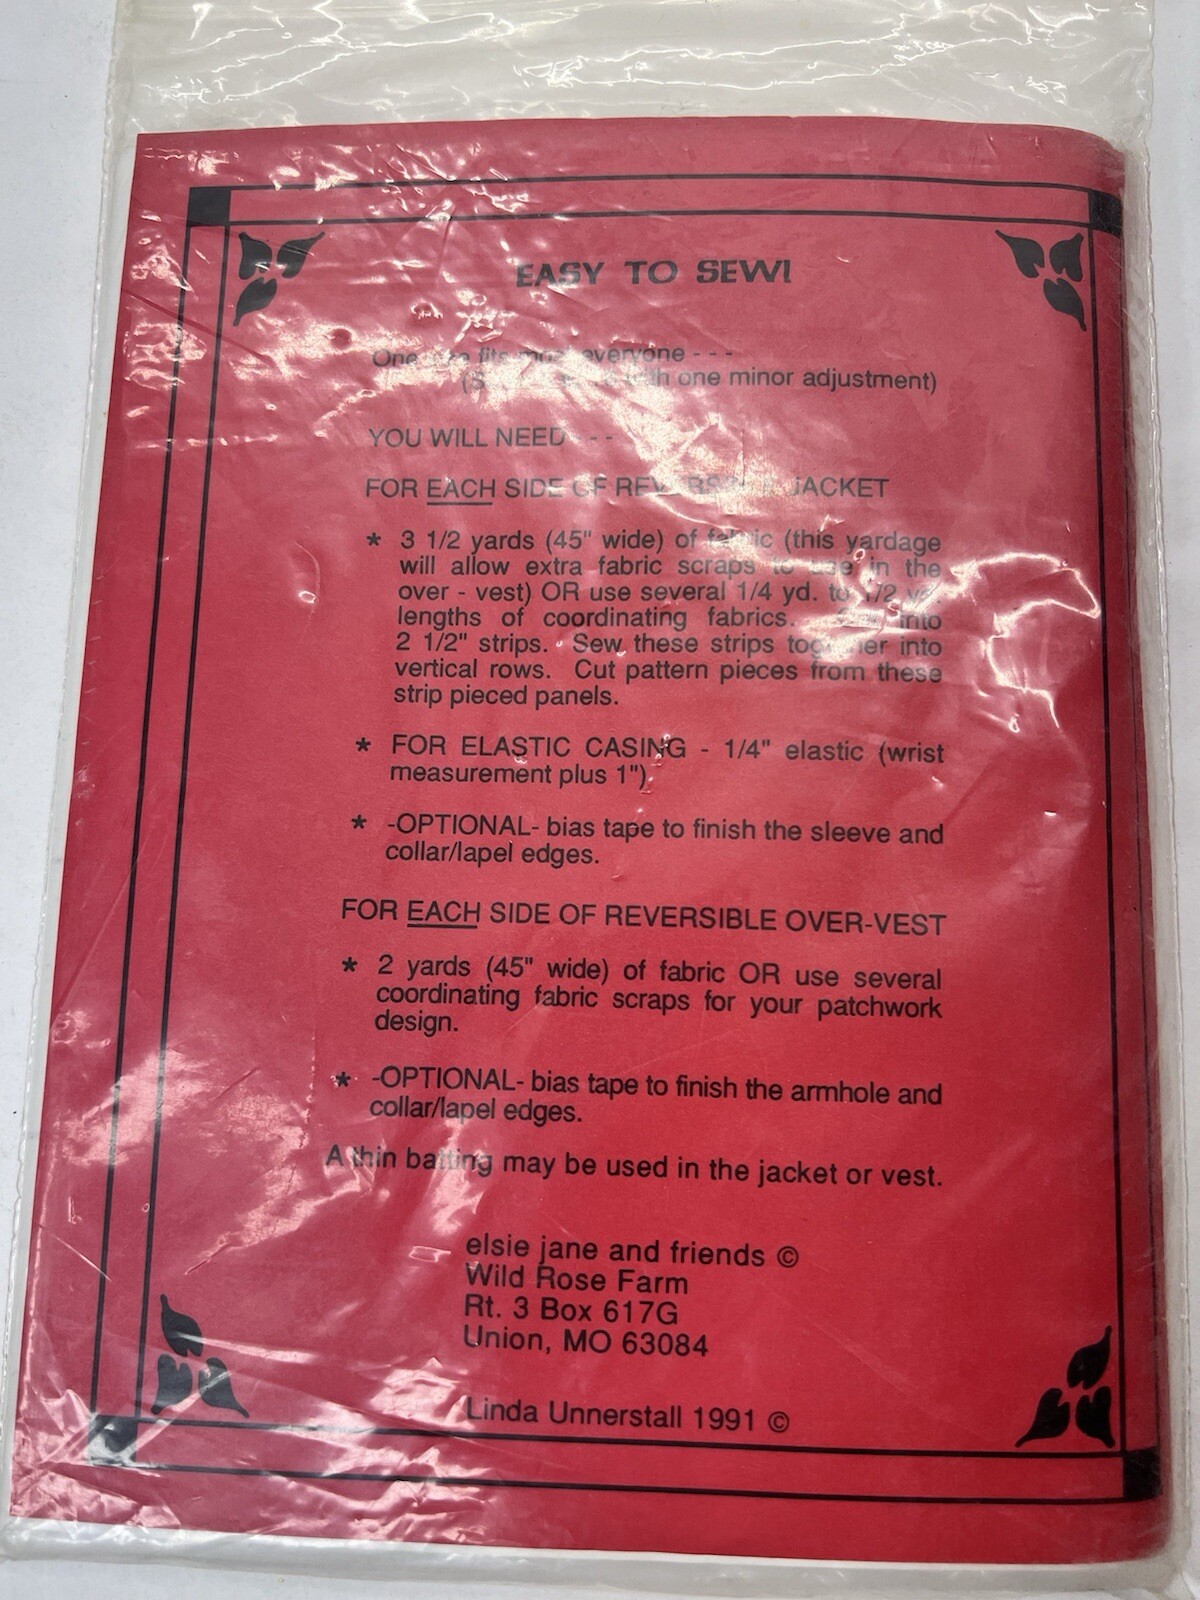 EASY TO SEW!
One fits most everyone - - -
with one minor adjustment)
YOU WILL NEED - - -
FOR EACH SIDE OF REVERSIBLE JACKET
* 3 1/2 yards (45" wide) of fabric (this yardage
will allow extra fabric scraps to use in the
over - vest) OR use several 1/4 yd. to 1/2 yd.
lengths of coordinating fabrics. into
2 1/2" strips. Sew these strips together into
vertical rows. Cut pattern pieces from these
strip pieced panels.
* FOR ELASTIC CASING - 1/4" elastic (wrist
measurement plus 1")
* -OPTIONAL- bias tape to finish the sleeve and
collar/lapel edges.
FOR EACH SIDE OF REVERSIBLE OVER-VEST
* 2 yards (45" wide) of fabric OR use several
coordinating fabric scraps for your patchwork
design.
* -OPTIONAL- bias tape to finish the armhole and
collar/lapel edges.
A thin batting may be used in the jacket or vest.
elsie jane and friends ©
Wild Rose Farm
Rt. 3 Box 617G
Union, MO 63084
Linda Unnerstall 1991 ©